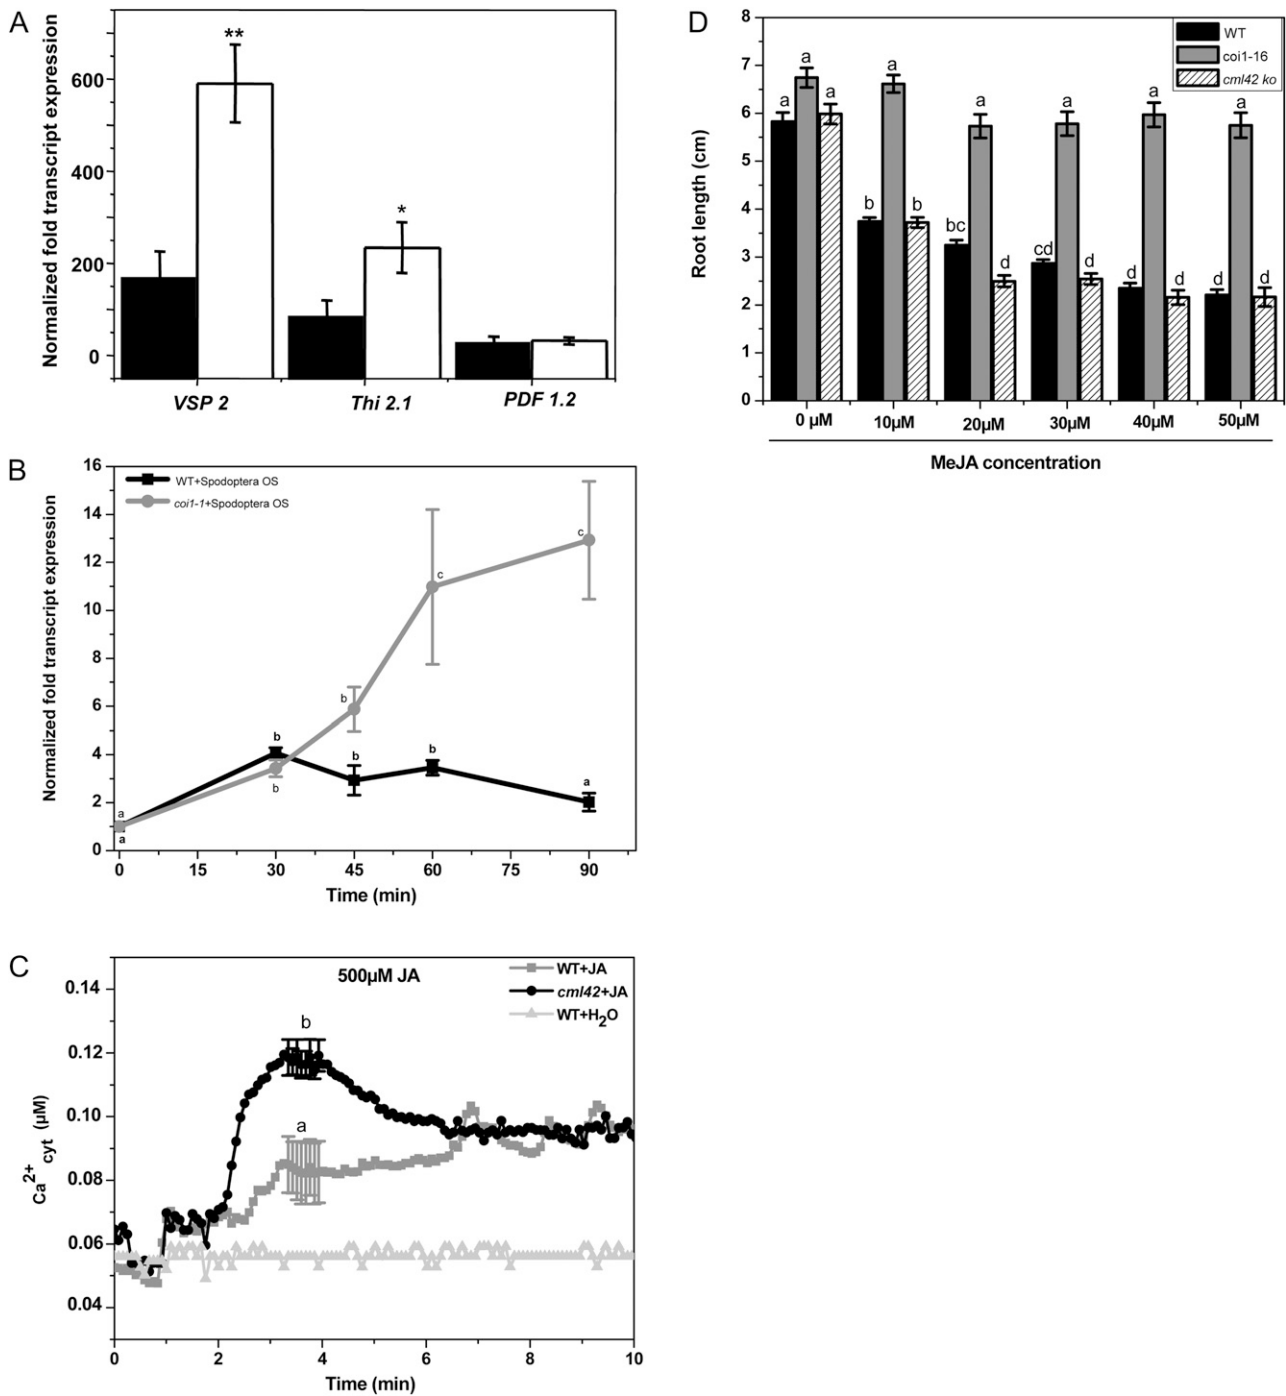 A
Normalized fold transcript expression
600
400
200
0
**
*
VSP 2
Thi 2.1
PDF 1.2
B
Normalized fold transcript expression
16
14
12
10
8
6
4
2
0
WT+Spodoptera OS
coi1-1+Spodoptera OS
a
a
b
b
b
b
b
c
a
c
0
15
30
45
60
75
90
Time (min)
C
Ca2+cyt (µM)
0.14
0.12
0.10
0.08
0.06
0.04
500µM JA
WT+JA
cml42+JA
WT+H2O
b
a
0
2
4
6
8
10
Time (min)
D
Root length (cm)
8
7
6
5
4
3
2
1
0
WT
coi1-16
cml42 ko
a
a
a
b
a
b
bc
a
d
cd
a
d
d
a
d
d
a
d
0 µM
10µM
20µM
30µM
40µM
50µM
MeJA concentration